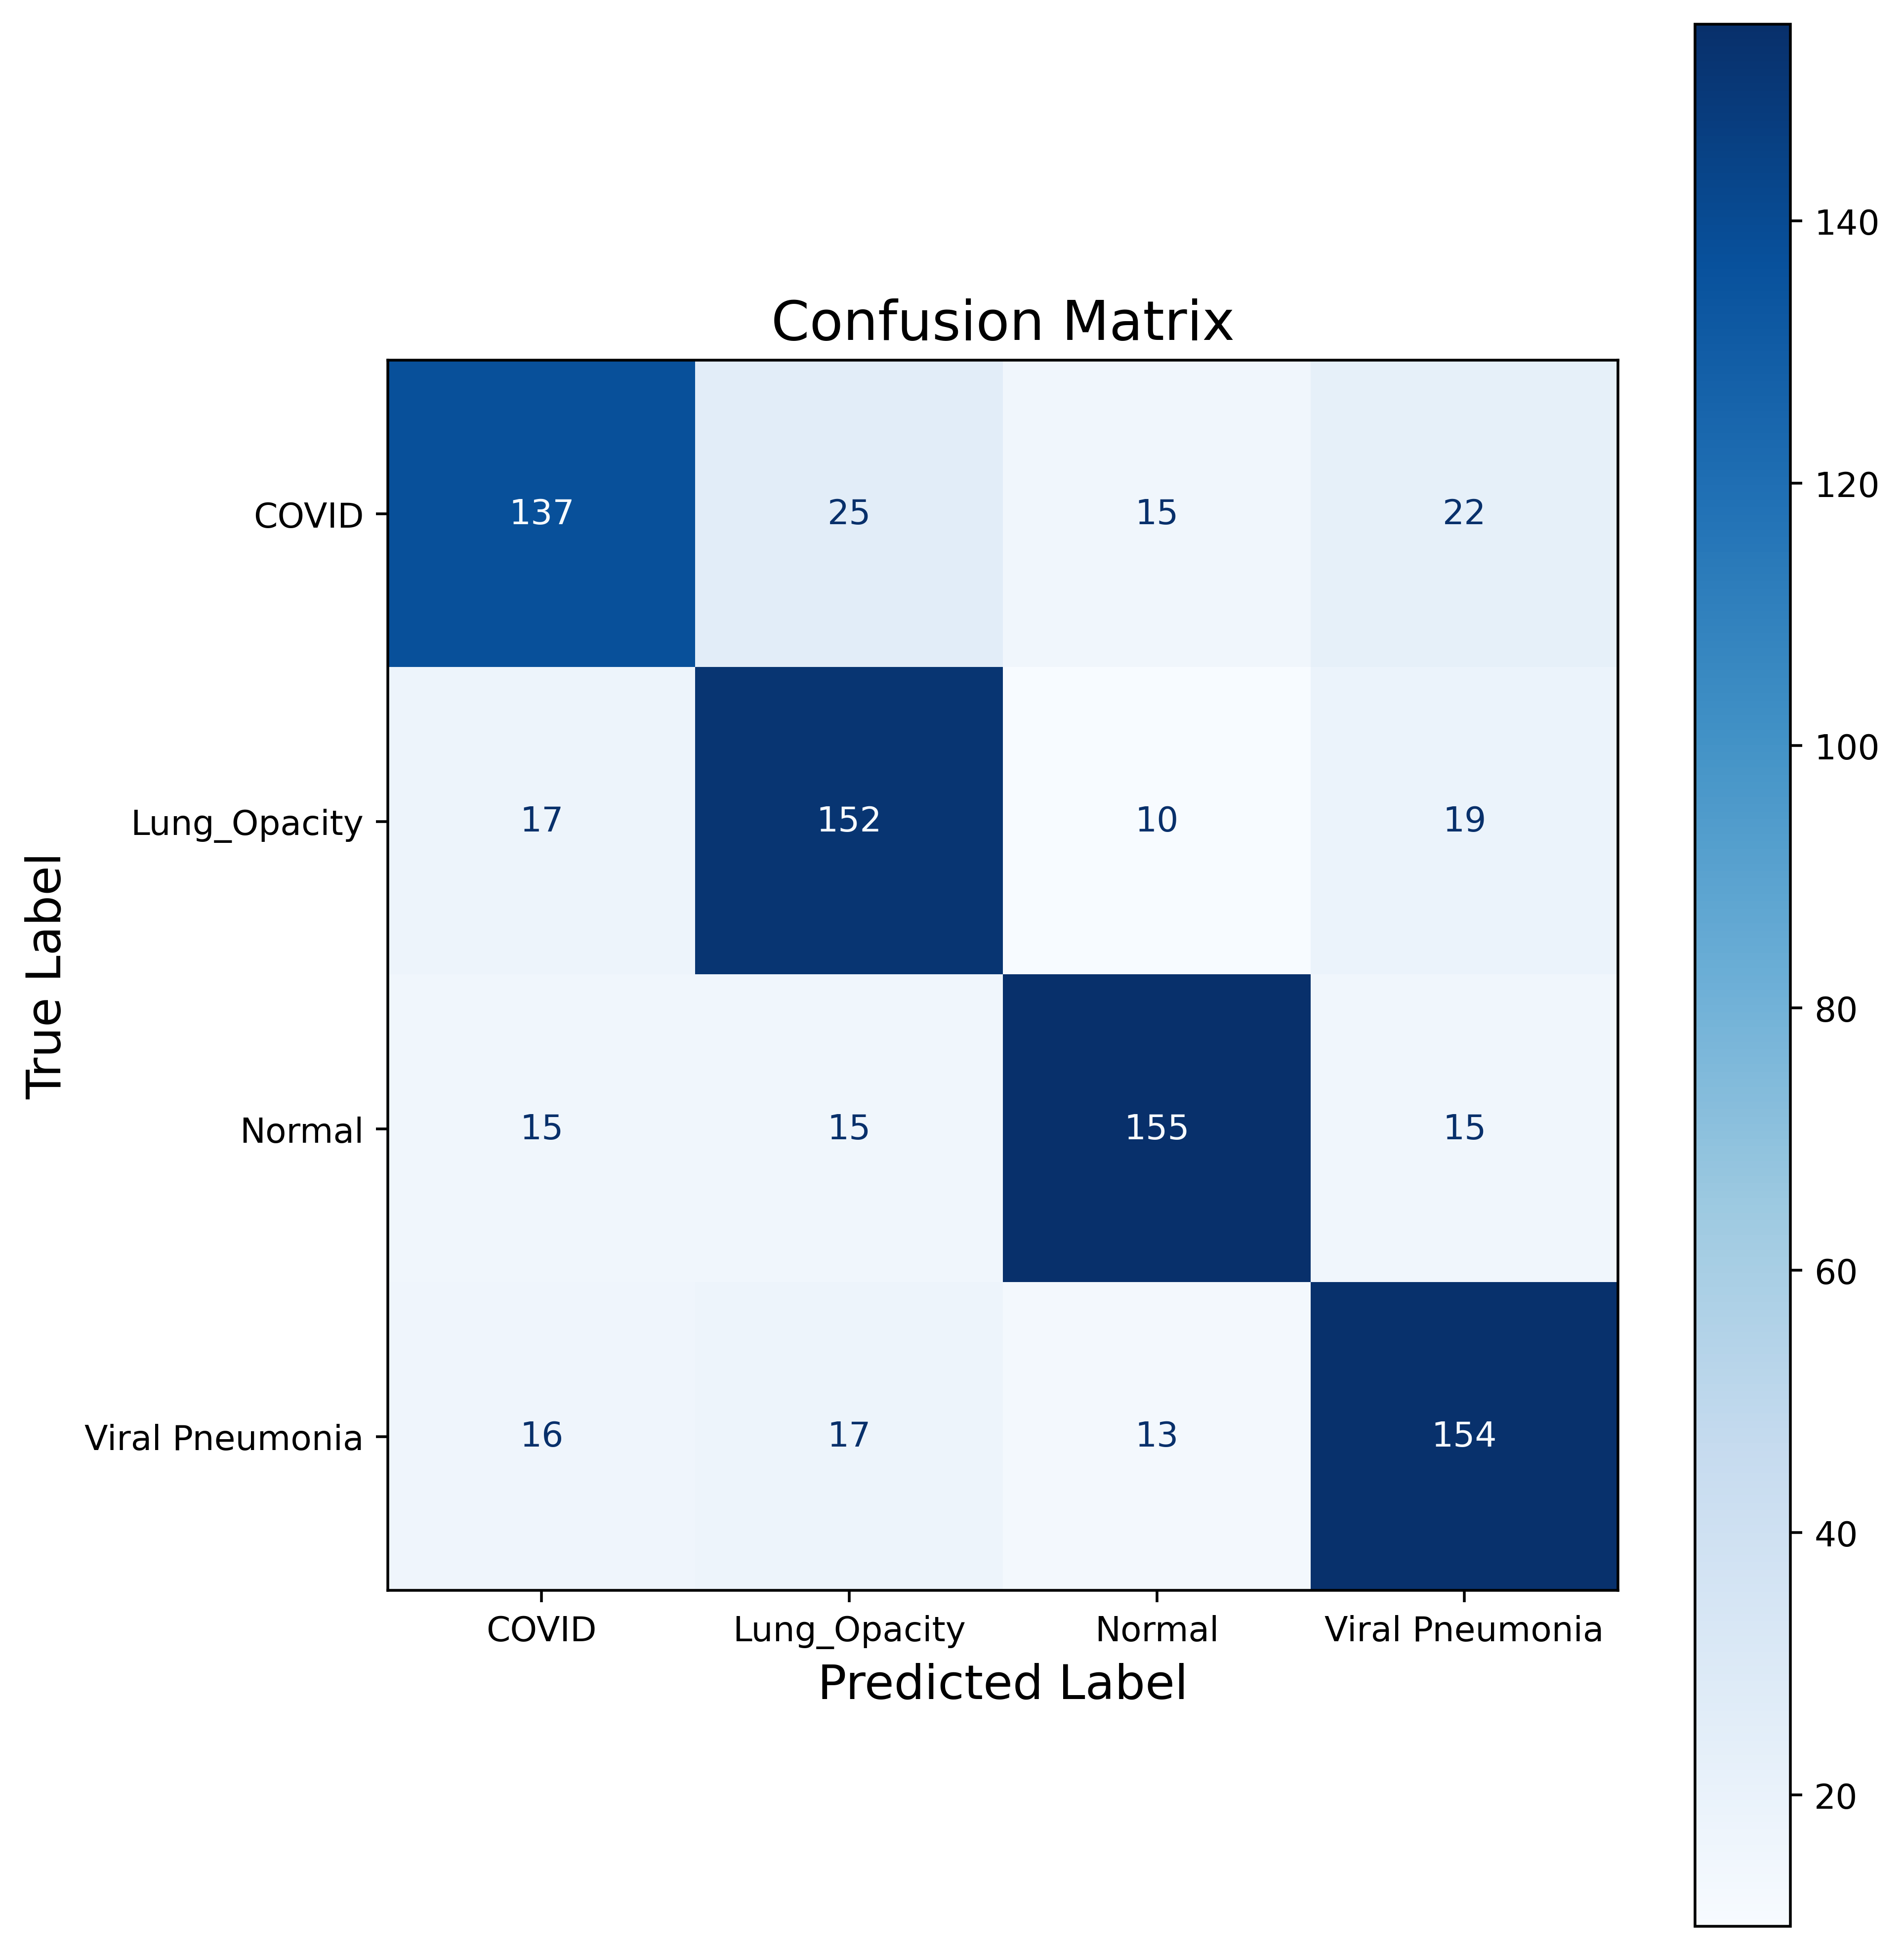 Confusion Matrix
True Label
COVID 137 25 15 22
Lung_Opacity 17 152 10 19
Normal 15 15 155 15
Viral Pneumonia 16 17 13 154
COVID Lung_Opacity Normal Viral Pneumonia
Predicted Label
140
120
100
80
60
40
20